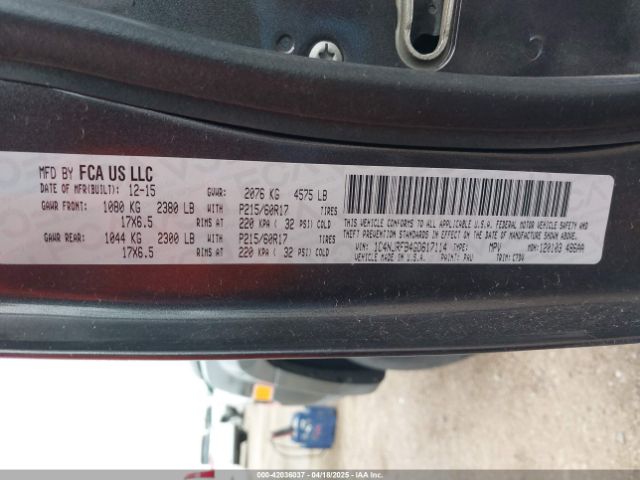 MFD BY FCA US LLC
DATE OF MFR(BUILT): 12-15 GVWR: 2076 KG 4575 LB
GAWR FRONT: 1080 KG 2380 LB WITH P215/60R17 TIRES
17X6.5 RIMS AT 220 KPA ( 32 PSI) COLD
GAWR REAR: 1044 KG 2300 LB WITH P215/60R17 TIRES
17X6.5 RIMS AT 220 KPA ( 32 PSI) COLD
THIS VEHICLE CONFORMS TO ALL APPLICABLE U.S.A. FEDERAL MOTOR VEHICLE SAFETY, BUMPER, AND
THEFT PREVENTION STANDARDS IN EFFECT ON THE DATE OF MANUFACTURE SHOWN ABOVE.
VIN: 1C4NJRFB4GD617114 TYPE: MPV MDH: 120103 486AA
VEHICLE MADE IN U.S.A. PAINT: PAU TRIM:
000-42036037 - 04/18/2025 - IAA Inc.